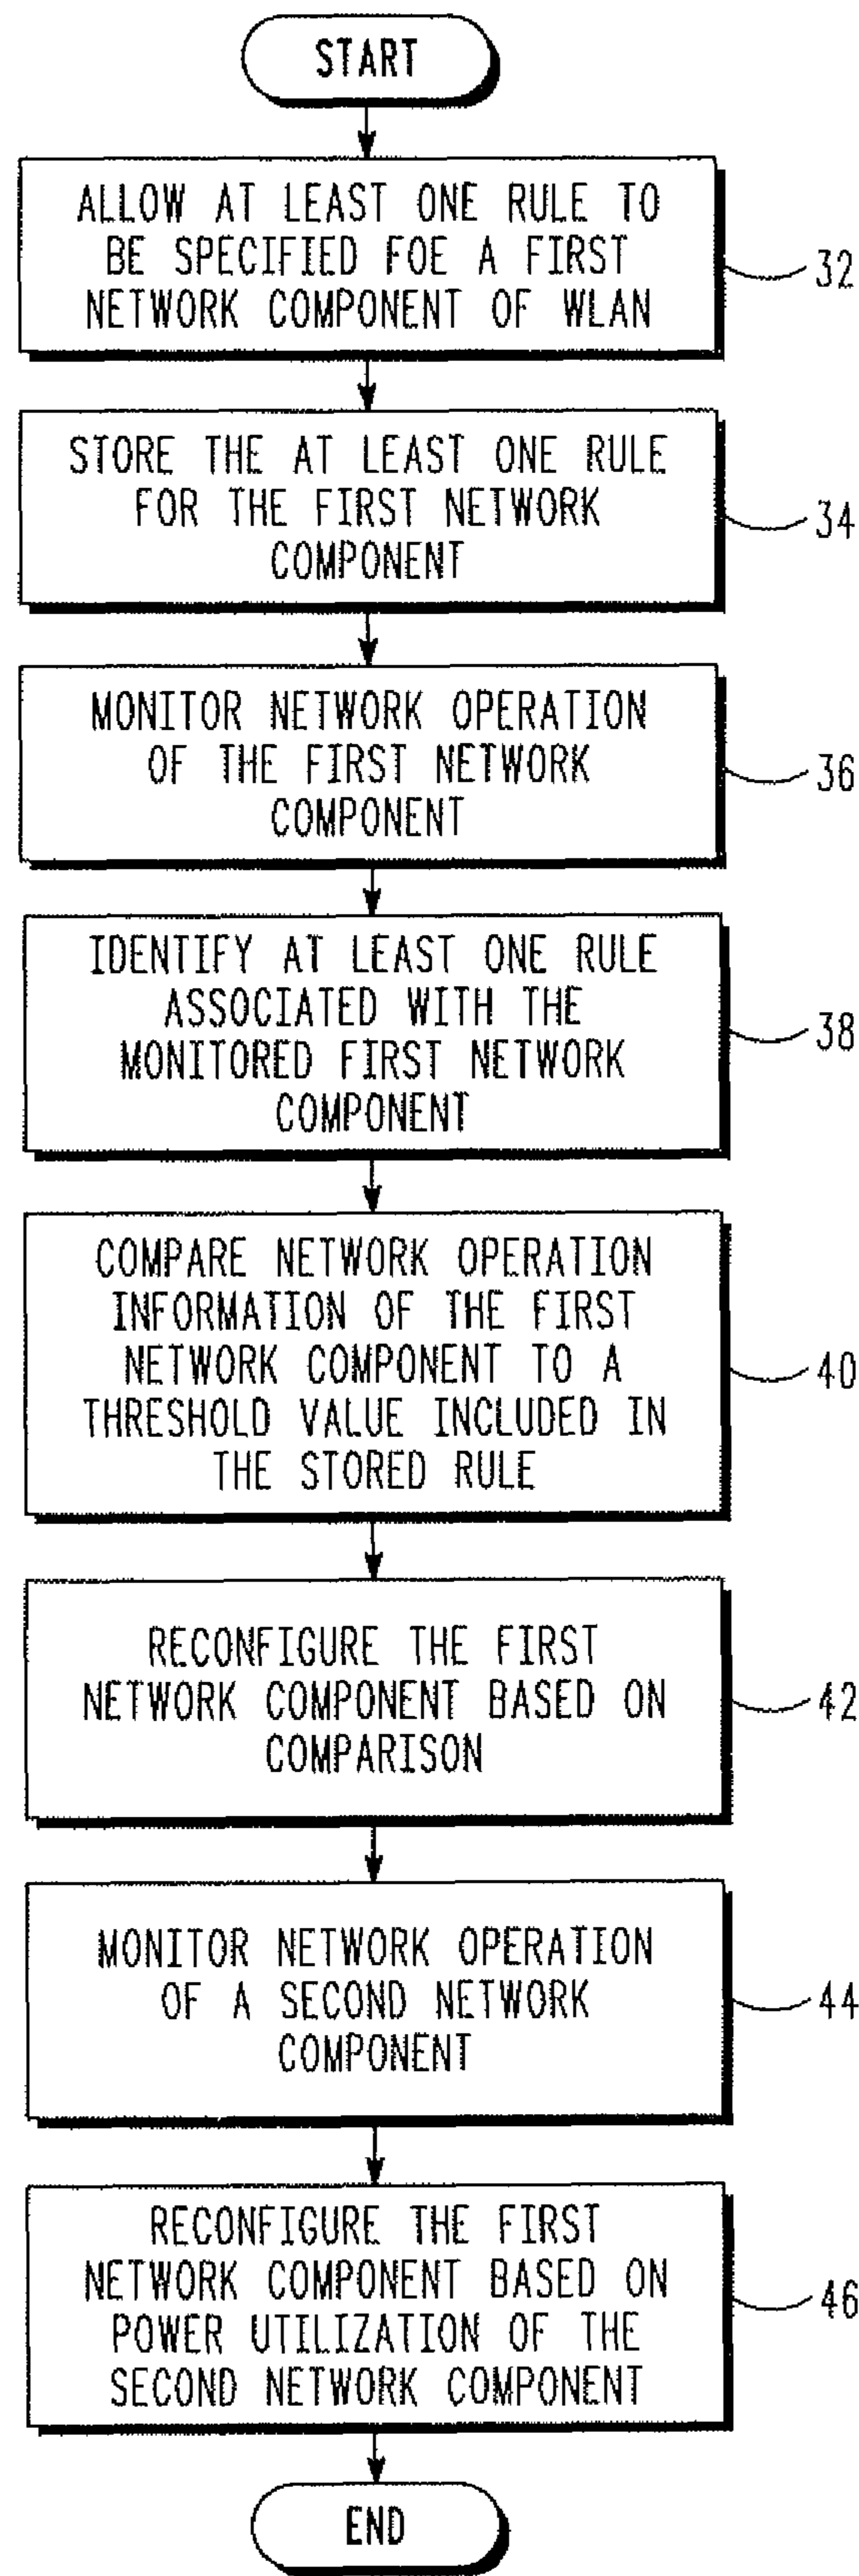 START
ALLOW AT LEAST ONE RULE TO
BE SPECIFIED FOE A FIRST
NETWORK COMPONENT OF WLAN
32
STORE THE AT LEAST ONE RULE
FOR THE FIRST NETWORK
COMPONENT
34
MONITOR NETWORK OPERATION
OF THE FIRST NETWORK
COMPONENT
36
IDENTIFY AT LEAST ONE RULE
ASSOCIATED WITH THE
MONITORED FIRST NETWORK
COMPONENT
38
COMPARE NETWORK OPERATION
INFORMATION OF THE FIRST
NETWORK COMPONENT TO A
THRESHOLD VALUE INCLUDED IN
THE STORED RULE
40
RECONFIGURE THE FIRST
NETWORK COMPONENT BASED ON
COMPARISON
42
MONITOR NETWORK OPERATION
OF A SECOND NETWORK
COMPONENT
44
RECONFIGURE THE FIRST
NETWORK COMPONENT BASED ON
POWER UTILIZATION OF THE
SECOND NETWORK COMPONENT
46
END